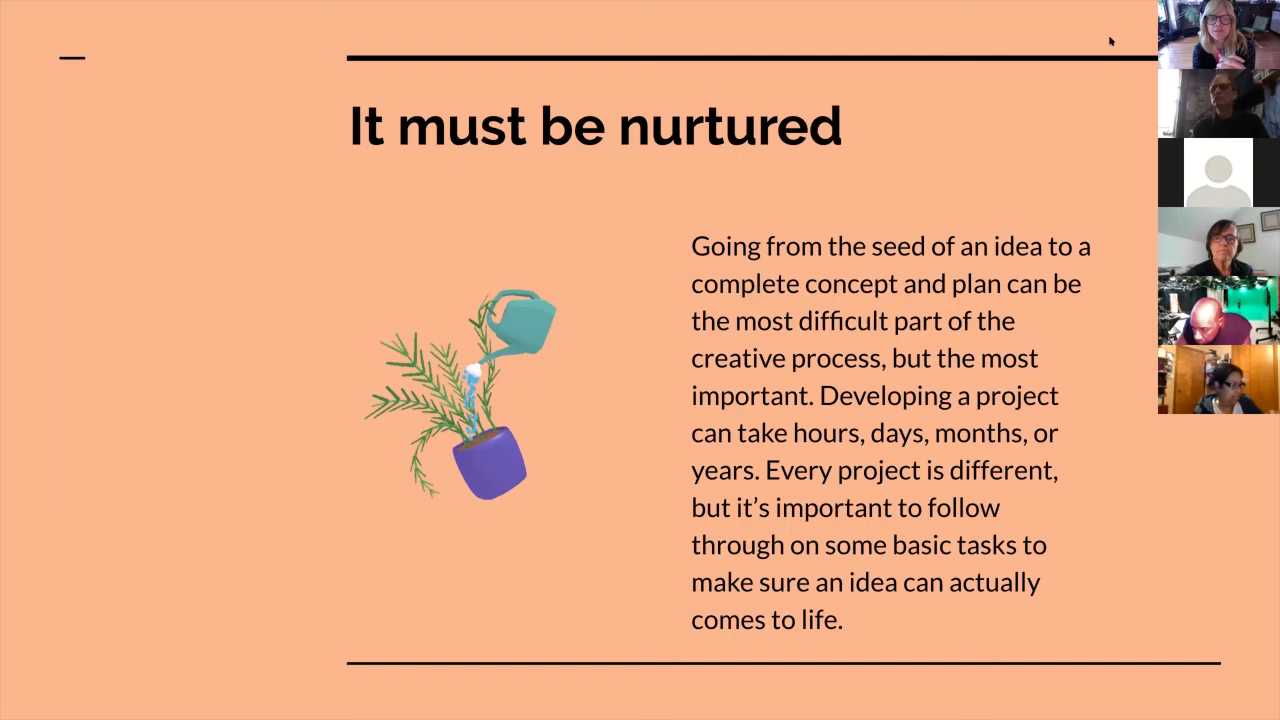 It must be nurtured
Going from the seed of an idea to a
complete concept and plan can be
the most difficult part of the
creative process, but the most
important. Developing a project
can take hours, days, months, or
years. Every project is different,
but it’s important to follow
through on some basic tasks to
make sure an idea can actually
comes to life.